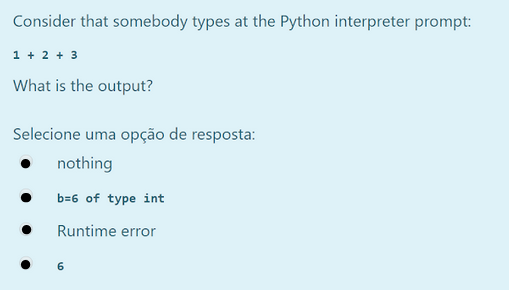 Consider that somebody types at the Python interpreter prompt:
1 + 2 + 3
What is the output?
Selecione uma opção de resposta:
nothing
b=6 of type int
Runtime error
6